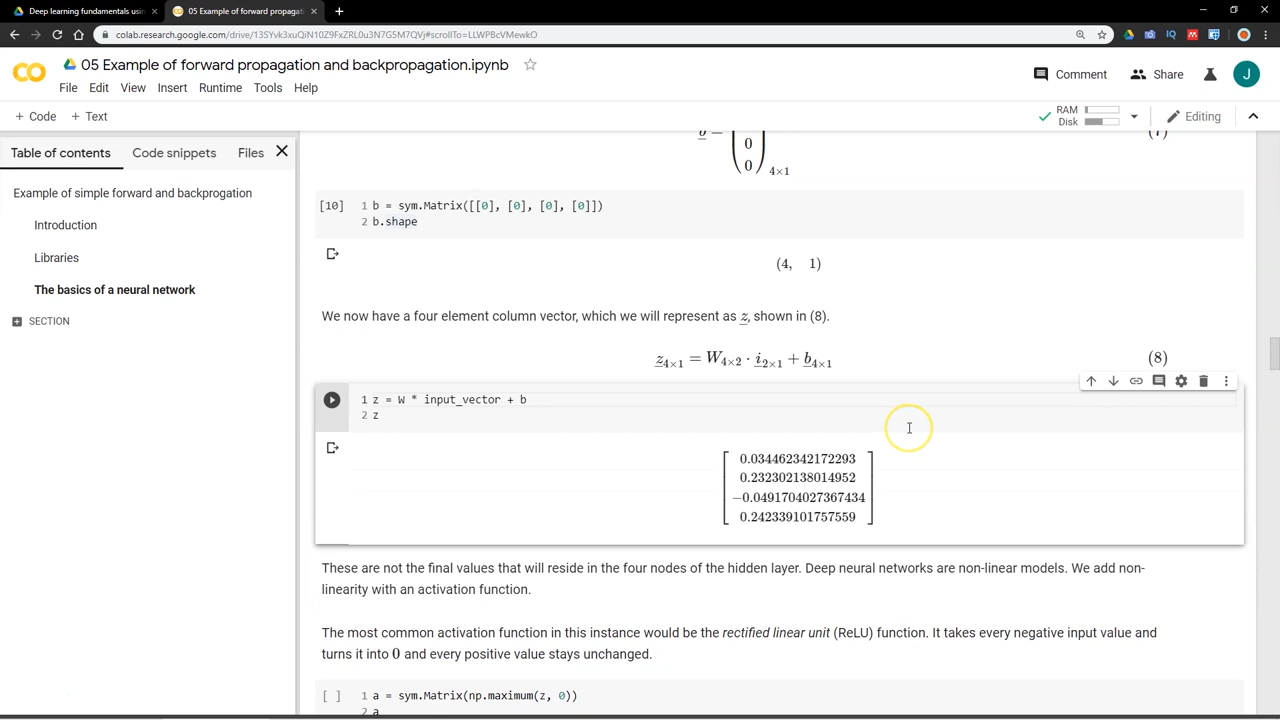 Deep learning fundamentals usin
05 Example of forward propagati
colab.research.google.com/drive/13SYvk3xuQiN10Z9FxZRL0u3N7G5M7QVj#scrollTo=LLWPBcVMewkO
05 Example of forward propagation and backpropagation.ipynb
Comment
Share
J
File Edit View Insert Runtime Tools Help
+ Code + Text
RAM
Disk
Editing
Table of contents Code snippets Files
Example of simple forward and backprogation
Introduction
Libraries
The basics of a neural network
SECTION
0
0
4×1
(7)
[10]
1 b = sym.Matrix([[0], [0], [0], [0]])
2 b.shape
(4, 1)
We now have a four element column vector, which we will represent as z, shown in (8).
z4×1 = W4×2 · i2×1 + b4×1 (8)
1 z = W * input_vector + b
2 z
0.034462342172293
0.232302138014952
−0.0491704027367434
0.242339101757559
These are not the final values that will reside in the four nodes of the hidden layer. Deep neural networks are non-linear models. We add non-
linearity with an activation function.
The most common activation function in this instance would be the rectified linear unit (ReLU) function. It takes every negative input value and
turns it into 0 and every positive value stays unchanged.
[ ] 1 a = sym.Matrix(np.maximum(z, 0))
2 a